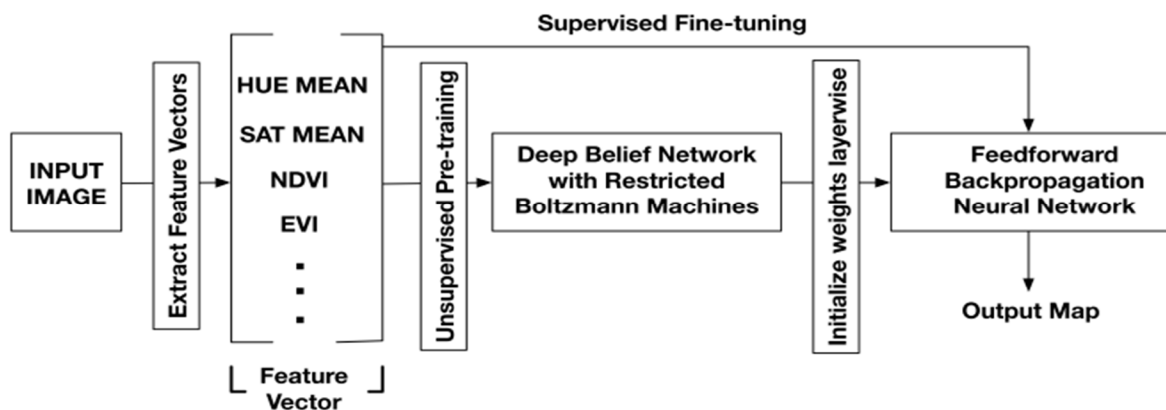 Supervised Fine-tuning
INPUT
IMAGE
Extract Feature Vectors
HUE MEAN
SAT MEAN
NDVI
EVI
Feature
Vector
Unsupervised Pre-training
Deep Belief Network
with Restricted
Boltzmann Machines
Initialize weights layerwise
Feedforward
Backpropagation
Neural Network
Output Map